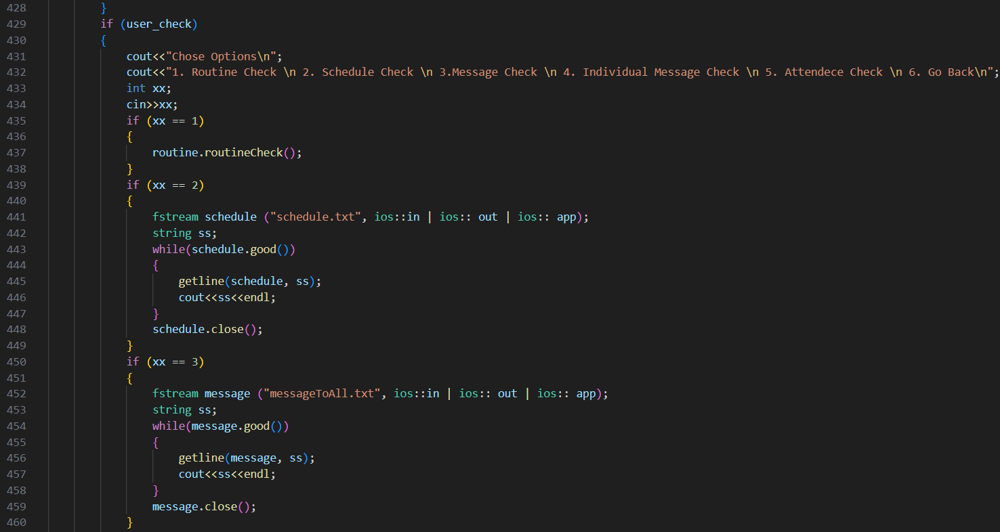 428 }
429 if (user_check)
430 {
431 cout<<"Chose Options\n";
432 cout<<"1. Routine Check \n 2. Schedule Check \n 3.Message Check \n 4. Individual Message Check \n 5. Attendece Check \n 6. Go Back\n";
433 int xx;
434 cin>>xx;
435 if (xx == 1)
436 {
437 routine.routineCheck();
438 }
439 if (xx == 2)
440 {
441 fstream schedule ("schedule.txt", ios::in | ios:: out | ios:: app);
442 string ss;
443 while(schedule.good())
444 {
445 getline(schedule, ss);
446 cout<<ss<<endl;
447 }
448 schedule.close();
449 }
450 if (xx == 3)
451 {
452 fstream message ("messageToAll.txt", ios::in | ios:: out | ios:: app);
453 string ss;
454 while(message.good())
455 {
456 getline(message, ss);
457 cout<<ss<<endl;
458 }
459 message.close();
460 }